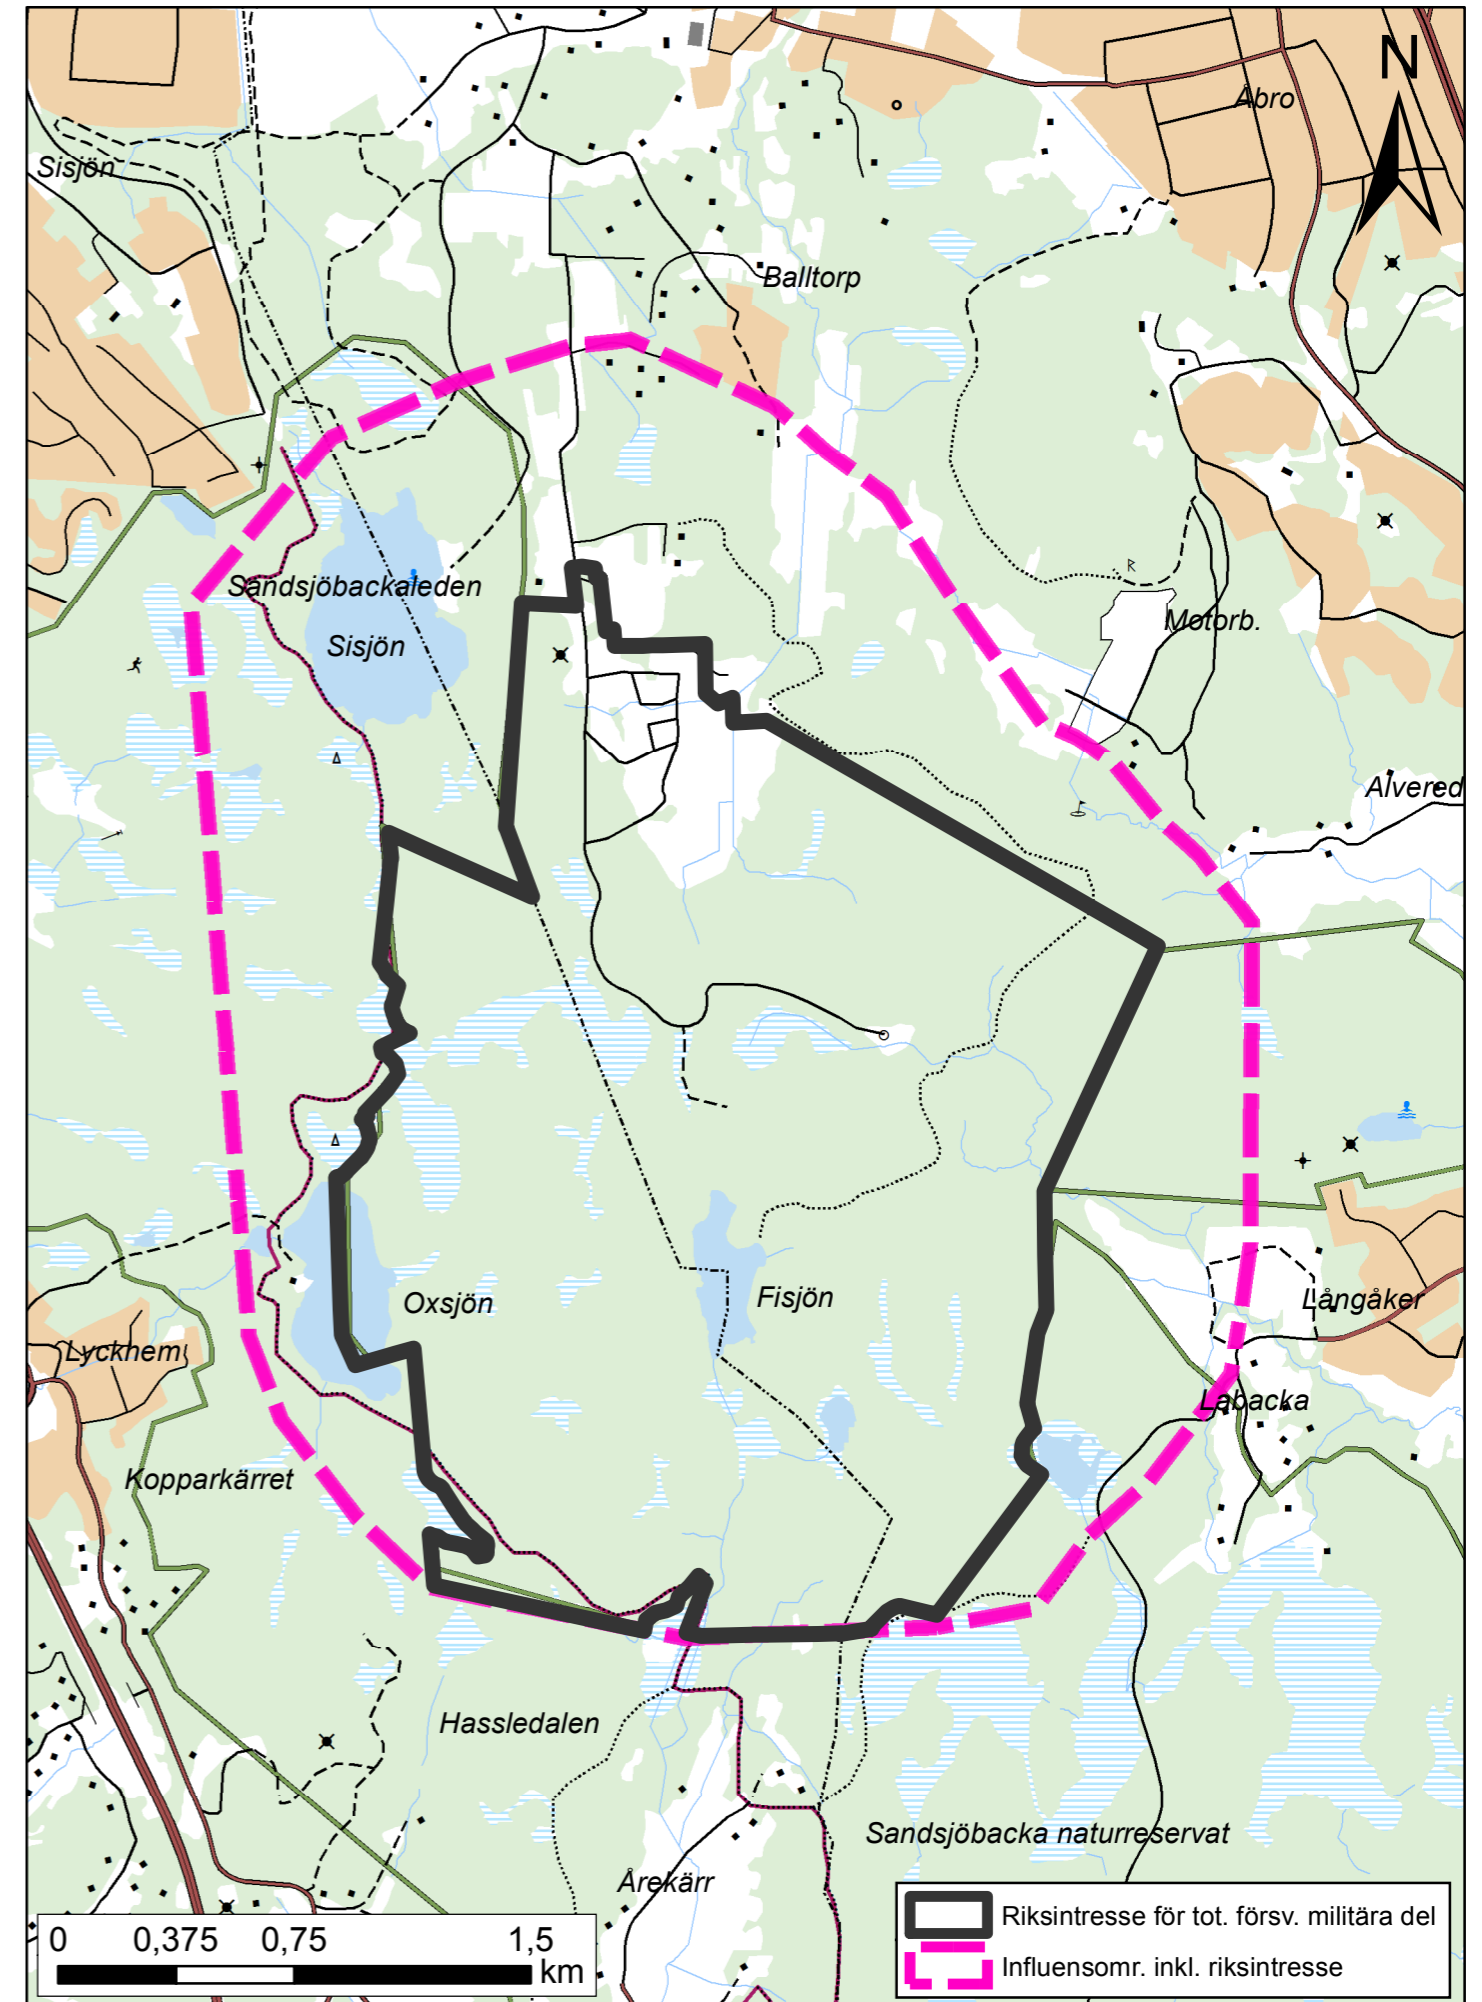 N
Åbro
Sisjön
Balltorp
Sandsjöbackaleden
Sisjön
R
Motorb.
Alvered
Oxsjön
Fisjön
Långåker
Lyckhem
Labacka
Kopparkärret
Hassledalen
Sandsjöbacka naturreservat
Årekärr
0 0,375 0,75 1,5
km
Riksintresse för tot. försv. militära del
Influensomr. inkl. riksintresse